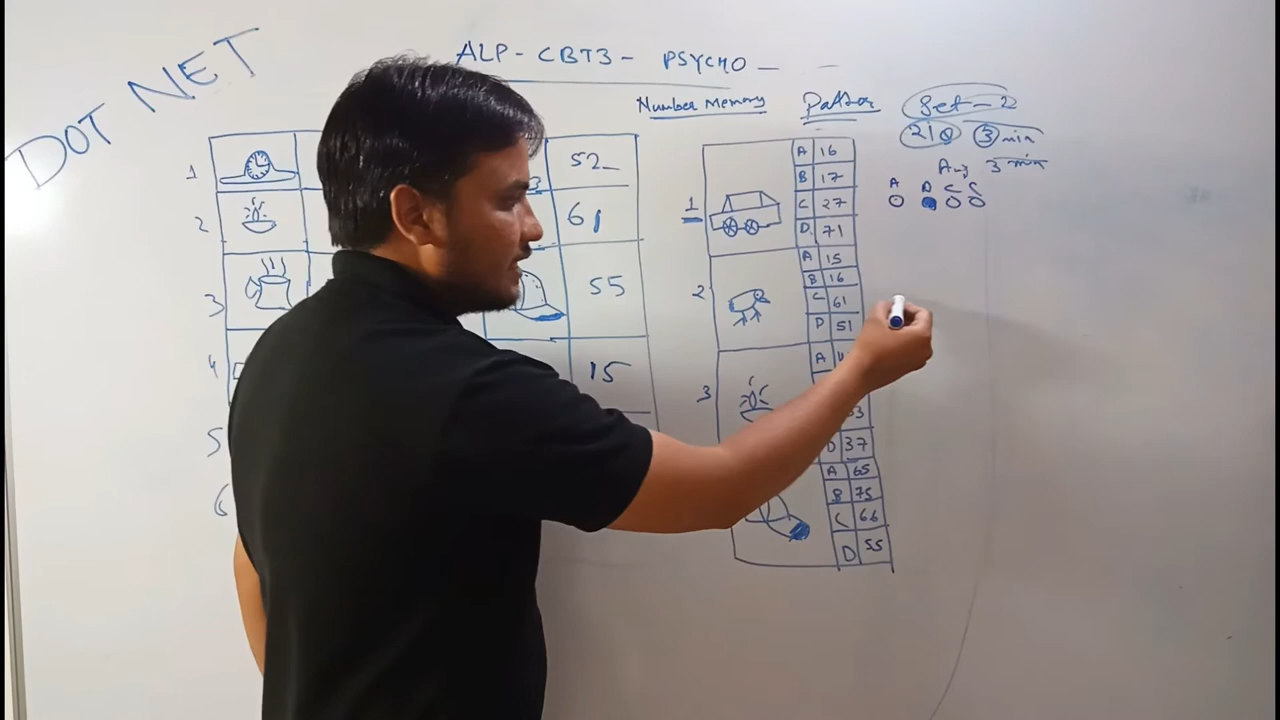 DOT NET
ALP - CBT3 - PSYCHO -
Number Memory
Pattern
Set - 2
21Q 3 min
Ans 3 min
1
52
2
61
3
55
4
15
5
6
1
A 16
B 17
C 27
D. 71
2
A 15
B 16
C 61
D 51
3
A
D 37
A 65
B 75
C 66
D 55
A B C C